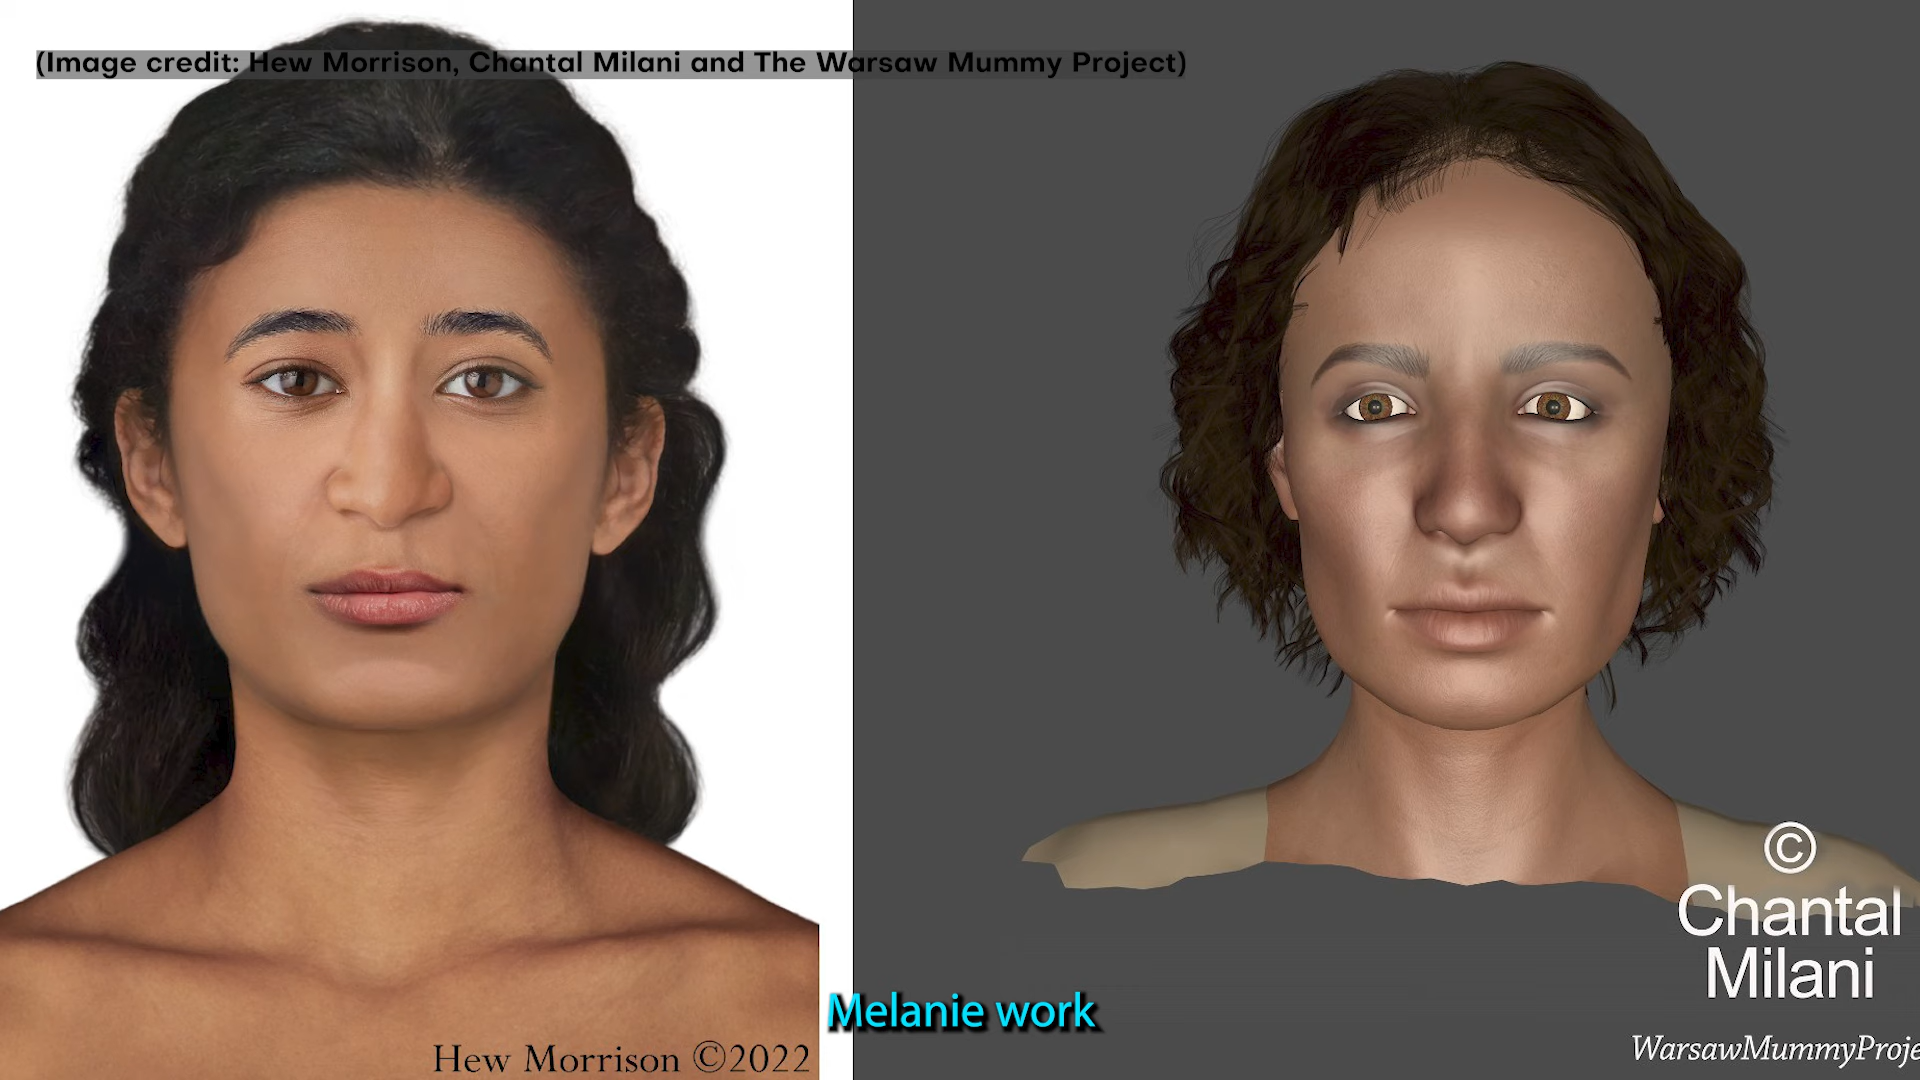 (Image credit: Hew Morrison, Chantal Milani and The Warsaw Mummy Project)
©
Chantal
Milani
Melanie work
Hew Morrison ©2022
WarsawMummyProje